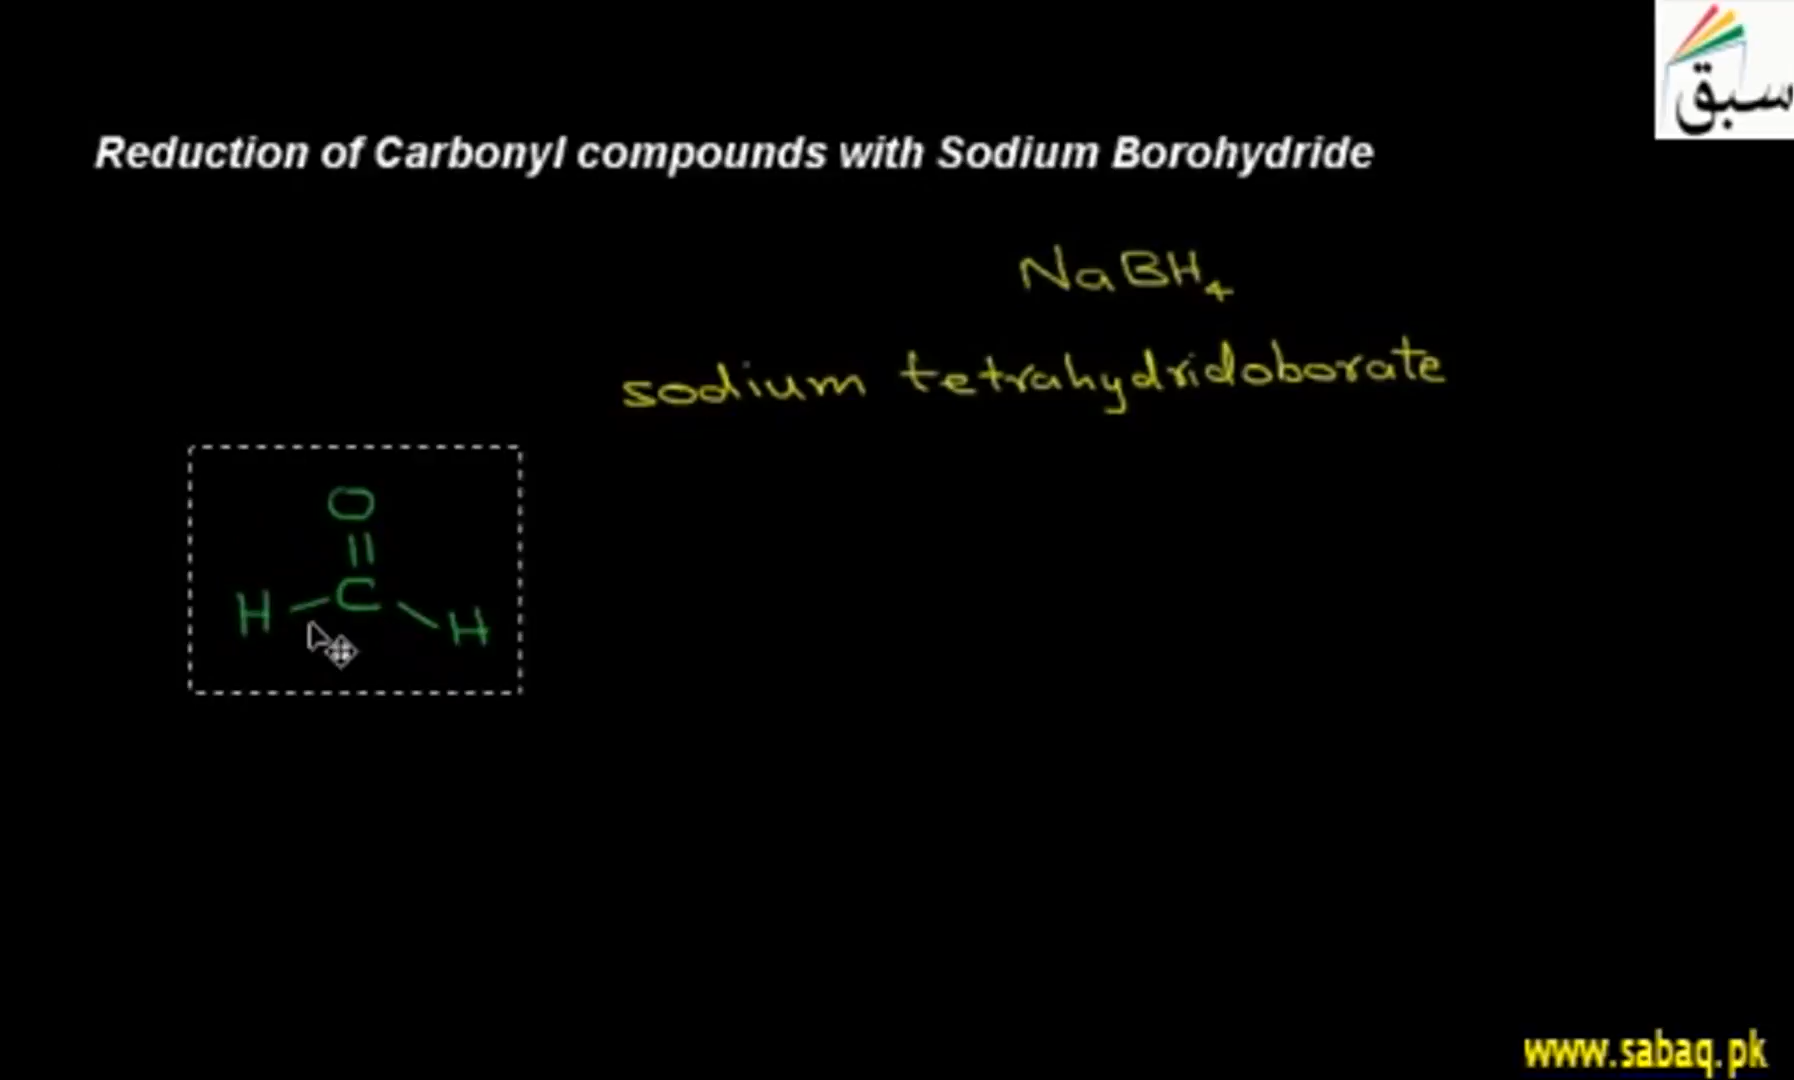 سبق
Reduction of Carbonyl compounds with Sodium Borohydride
NaBH₄
sodium tetrahydridoborate
O
||
H – C – H
www.sabaq.pk